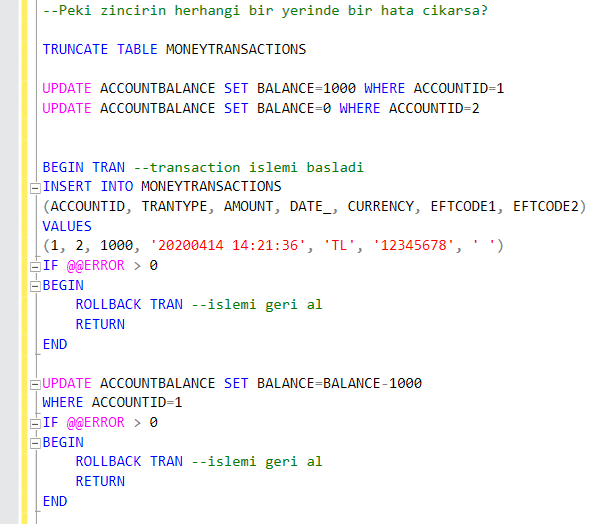 --Peki zincirin herhangi bir yerinde bir hata cikarsa?
TRUNCATE TABLE MONEYTRANSACTIONS
UPDATE ACCOUNTBALANCE SET BALANCE=1000 WHERE ACCOUNTID=1
UPDATE ACCOUNTBALANCE SET BALANCE=0 WHERE ACCOUNTID=2
BEGIN TRAN --transaction islemi basladi
INSERT INTO MONEYTRANSACTIONS
(ACCOUNTID, TRANTYPE, AMOUNT, DATE_, CURRENCY, EFTCODE1, EFTCODE2)
VALUES
(1, 2, 1000, '20200414 14:21:36', 'TL', '12345678', ' ')
IF @@ERROR > 0
BEGIN
    ROLLBACK TRAN --islemi geri al
    RETURN
END
UPDATE ACCOUNTBALANCE SET BALANCE=BALANCE-1000
WHERE ACCOUNTID=1
IF @@ERROR > 0
BEGIN
    ROLLBACK TRAN --islemi geri al
    RETURN
END